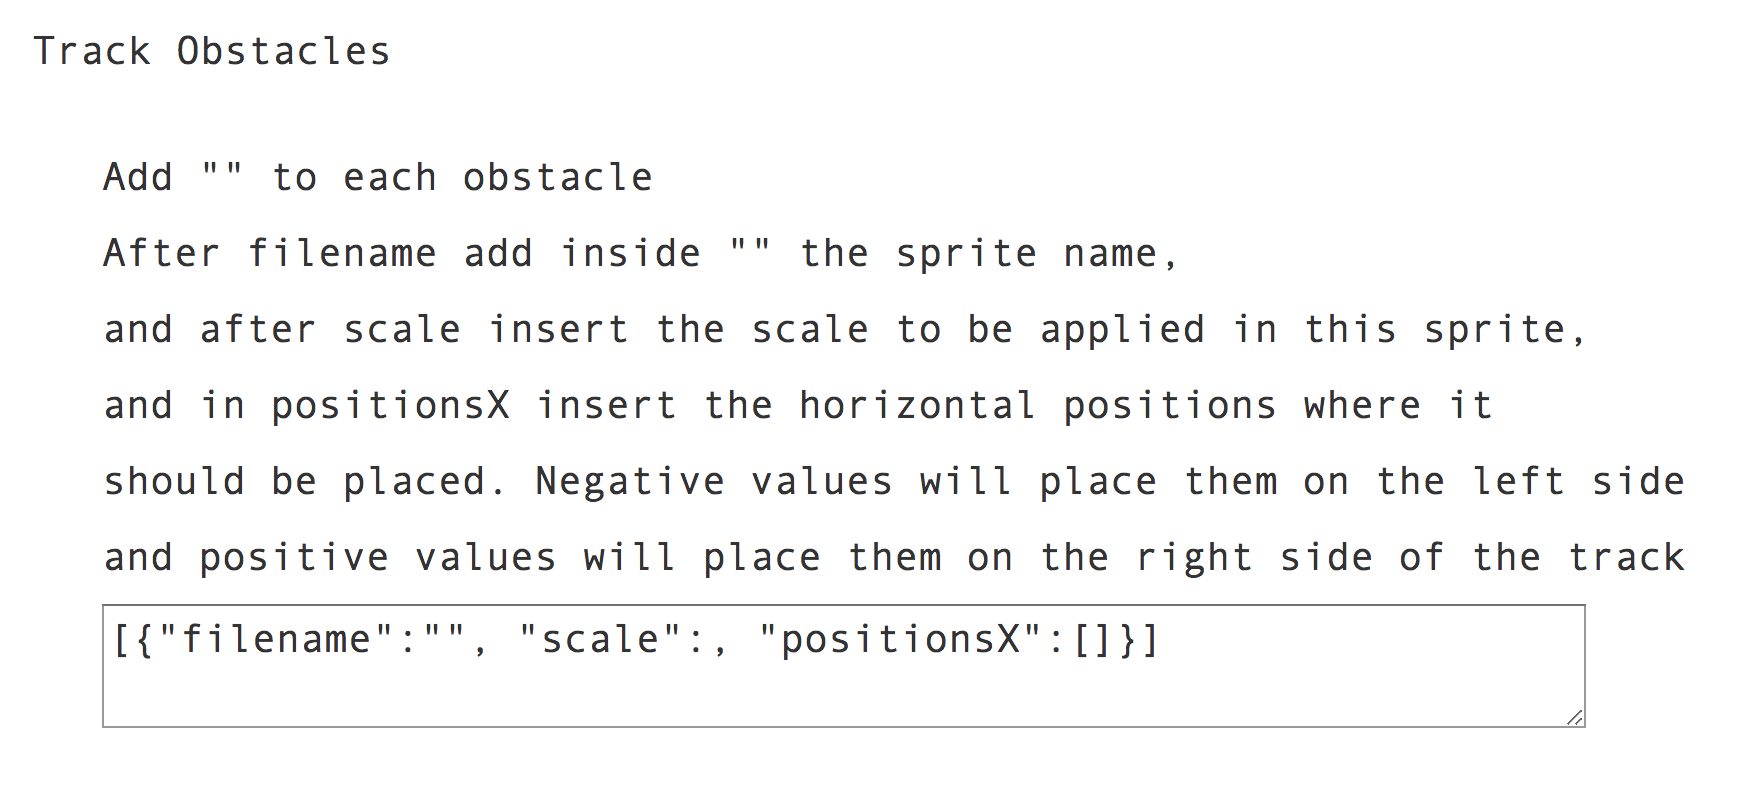 Track Obstacles
Add "" to each obstacle
After filename add inside "" the sprite name,
and after scale insert the scale to be applied in this sprite,
and in positionsX insert the horizontal positions where it
should be placed. Negative values will place them on the left side
and positive values will place them on the right side of the track
[{"filename":"", "scale":, "positionsX":[]}]